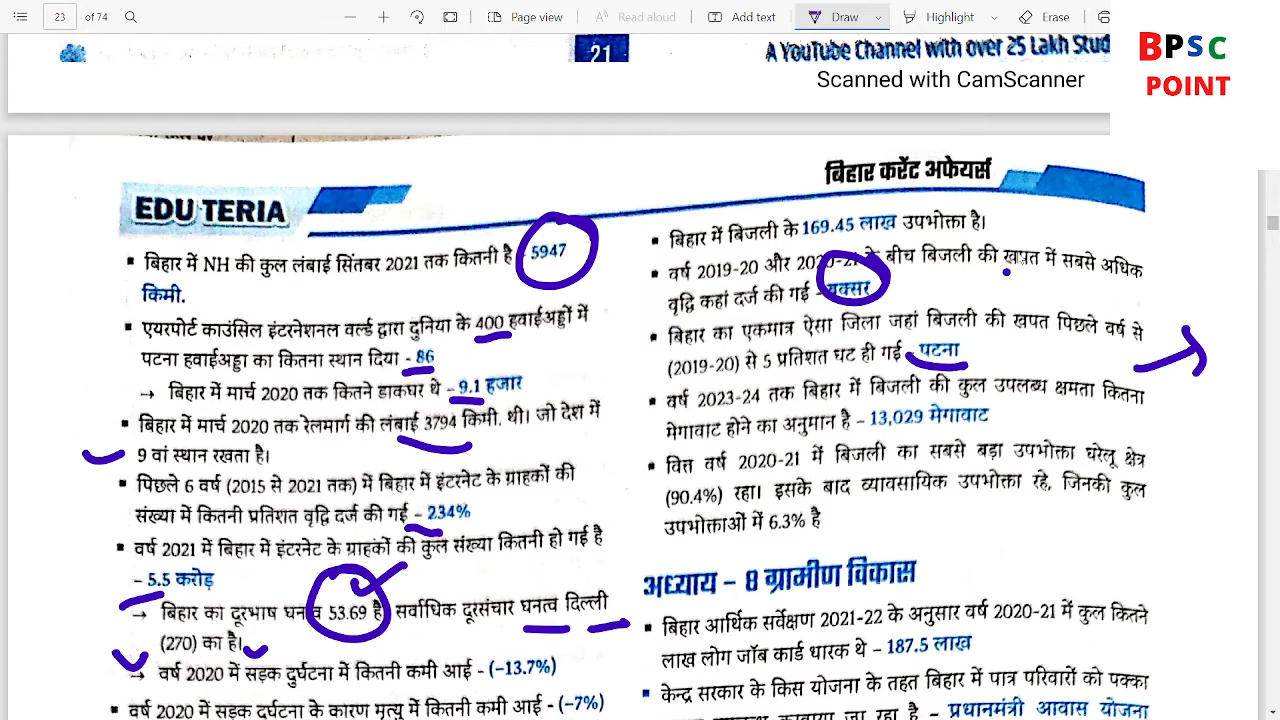 23 of 74
Page view
Read aloud
Add text
Draw
Highlight
Erase
21
A YouTube Channel with over 25 Lakh Stud
Scanned with CamScanner
BPSC
POINT
EDU TERIA
बिहार करेंट अफेयर्स
▪ बिहार में NH की कुल लंबाई सिंतबर 2021 तक कितनी है - 5947
किमी.
▪ एयरपोर्ट काउंसिल इंटरनेशनल वर्ल्ड द्वारा दुनिया के 400 हवाईअड्डों में
पटना हवाईअड्डा का कितना स्थान दिया - 86
→ बिहार में मार्च 2020 तक कितने डाकघर थे - 9.1 हजार
▪ बिहार में मार्च 2020 तक रेलमार्ग की लंबाई 3794 किमी. थी। जो देश में
9 वां स्थान रखता है।
▪ पिछले 6 वर्ष (2015 से 2021 तक) में बिहार में इंटरनेट के ग्राहकों की
संख्या में कितनी प्रतिशत वृद्धि दर्ज की गई - 234%
▪ वर्ष 2021 में बिहार में इंटरनेट के ग्राहकों की कुल संख्या कितनी हो गई है
- 5.5 करोड़
→ बिहार का दूरभाष घनत्व 53.69 है सर्वाधिक दूरसंचार घनत्व दिल्ली
(270) का है।
→ वर्ष 2020 में सड़क दुर्घटना में कितनी कमी आई - (-13.7%)
▪ वर्ष 2020 में सड़क दुर्घटना के कारण मृत्यु में कितनी कमी आई - (-7%)
▪ बिहार में बिजली के 169.45 लाख उपभोक्ता है।
▪ वर्ष 2019-20 और 2020-21 के बीच बिजली की खपत में सबसे अधिक
वृद्धि कहां दर्ज की गई - बक्सर
▪ बिहार का एकमात्र ऐसा जिला जहां बिजली की खपत पिछले वर्ष से
(2019-20) से 5 प्रतिशत घट ही गई - पटना
▪ वर्ष 2023-24 तक बिहार में बिजली की कुल उपलब्ध क्षमता कितना
मेगावाट होने का अनुमान है - 13,029 मेगावाट
▪ वित्त वर्ष 2020-21 में बिजली का सबसे बड़ा उपभोक्ता घरेलू क्षेत्र
(90.4%) रहा। इसके बाद व्यावसायिक उपभोक्ता रहे, जिनकी कुल
उपभोक्ताओं में 6.3% है
अध्याय - 8 ग्रामीण विकास
▪ बिहार आर्थिक सर्वेक्षण 2021-22 के अनुसार वर्ष 2020-21 में कुल कितने
लाख लोग जॉब कार्ड धारक थे - 187.5 लाख
▪ केन्द्र सरकार के किस योजना के तहत बिहार में पात्र परिवारों को पक्का
जा रहा है - प्रधानमंत्री आवास योजना